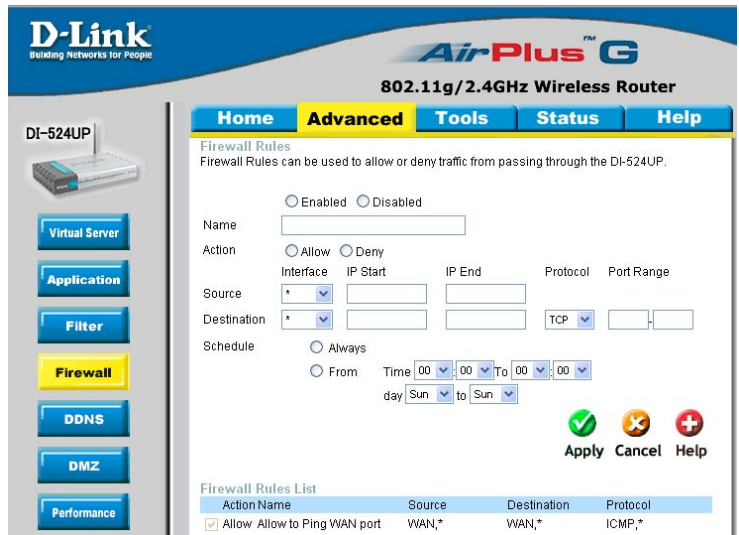 D-Link
Building Networks for People
AirPlus™ G
802.11g/2.4GHz Wireless Router
DI-524UP
Home Advanced Tools Status Help
Virtual Server
Application
Filter
Firewall
DDNS
DMZ
Performance
Firewall Rules
Firewall Rules can be used to allow or deny traffic from passing through the DI-524UP.
Enabled Disabled
Name
Action Allow Deny
Interface IP Start IP End Protocol Port Range
Source *
Destination * TCP -
Schedule Always
From Time 00 : 00 To 00 : 00
day Sun to Sun
Apply Cancel Help
Firewall Rules List
Action Name Source Destination Protocol
Allow Allow to Ping WAN port WAN,* WAN,* ICMP,*